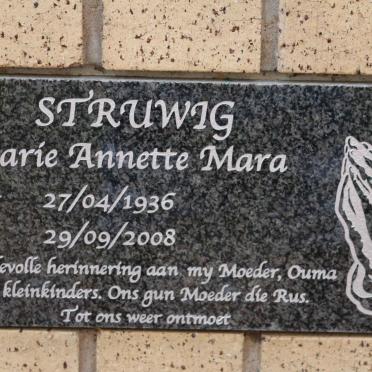 STRUWIG
arie Annette Mara
27/04/1936
29/09/2008
evolle herinnering aan my Moeder, Ouma
kleinkinders. Ons gun Moeder die Rus.
Tot ons weer ontmoet